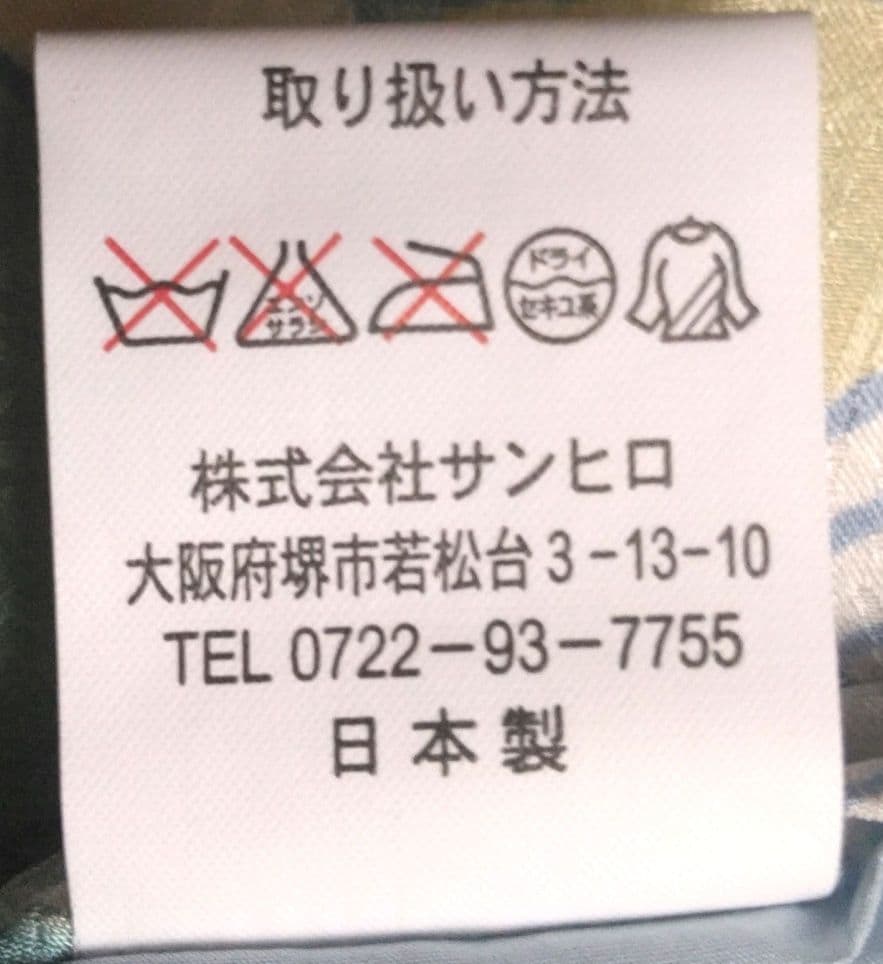 取り扱い方法
エンソ
サラシ
ドライ
セキユ系
株式会社サンヒロ
大阪府堺市若松台3-13-10
TEL 0722-93-7755
日本製